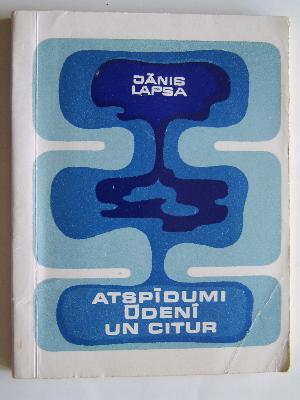 JĀNIS
LAPSA
ATSPĪDUMI
ŪDENĪ
UN CITUR